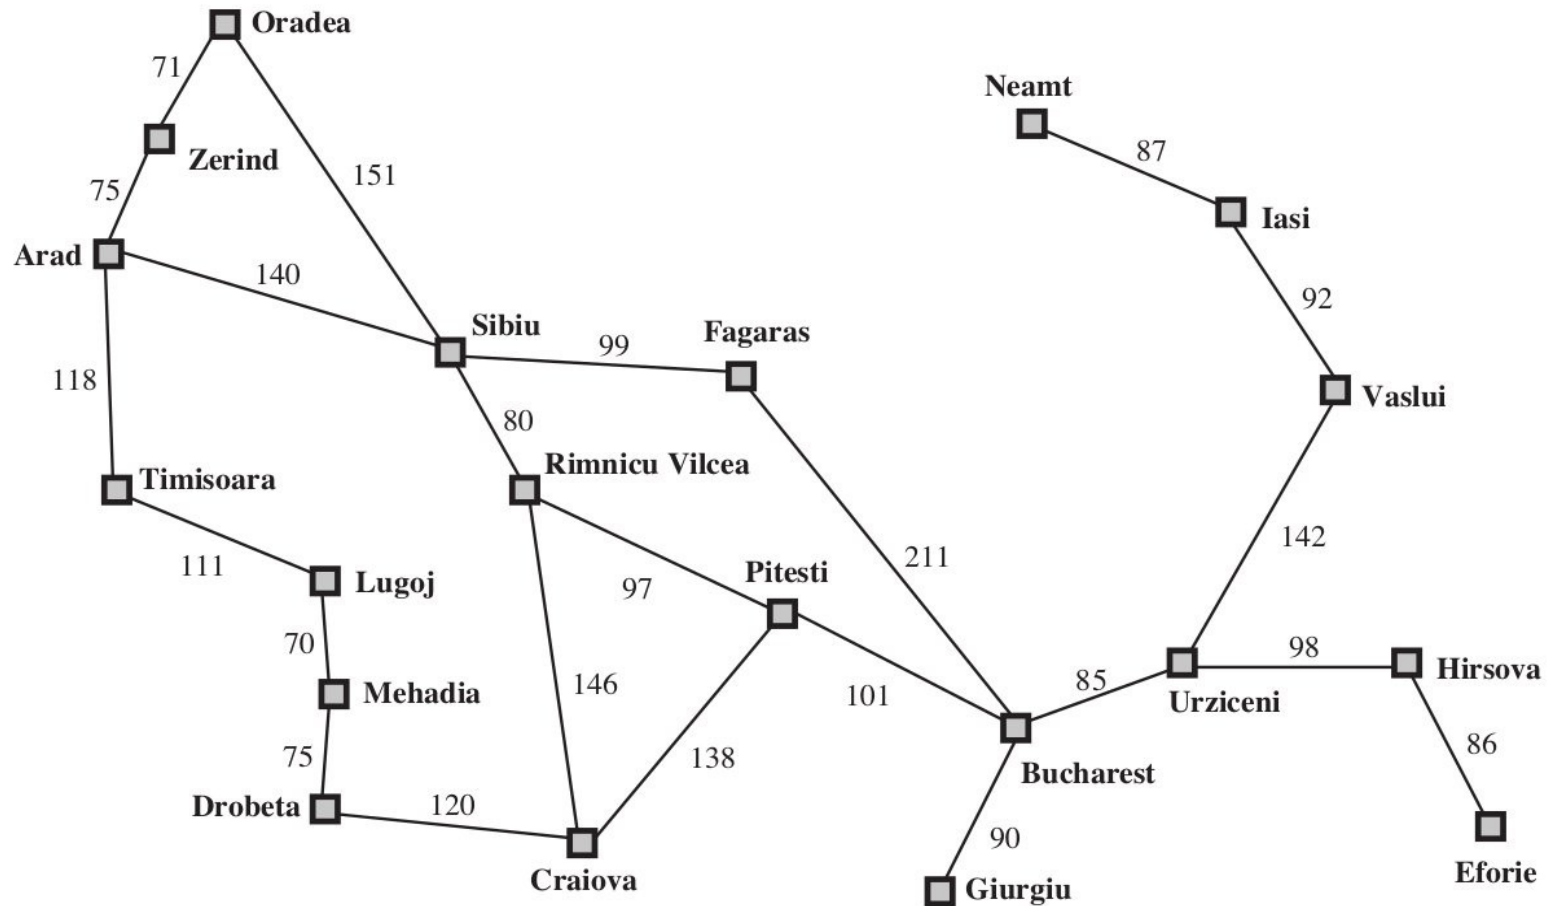 Oradea
71
Neamt
87
Zerind
151
75
Iasi
Arad
140
92
Sibiu
Fagaras
99
118
Vaslui
80
Rimnicu Vilcea
Timisoara
142
211
111
Lugoj
97
Pitesti
70
98
Hirsova
146
85
Mehadia
101
Urziceni
86
75
138
Bucharest
Drobeta
120
90
Eforie
Craiova
Giurgiu